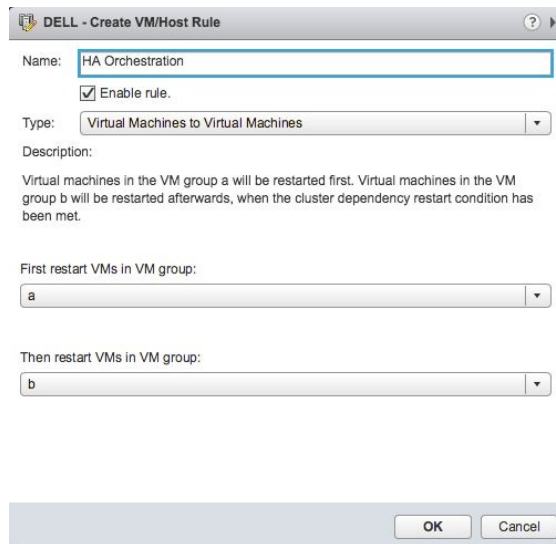 DELL - Create VM/Host Rule
?
Name: HA Orchestration
Enable rule.
Type: Virtual Machines to Virtual Machines
Description:
Virtual machines in the VM group a will be restarted first. Virtual machines in the VM
group b will be restarted afterwards, when the cluster dependency restart condition has
been met.
First restart VMs in VM group:
a
Then restart VMs in VM group:
b
OK Cancel